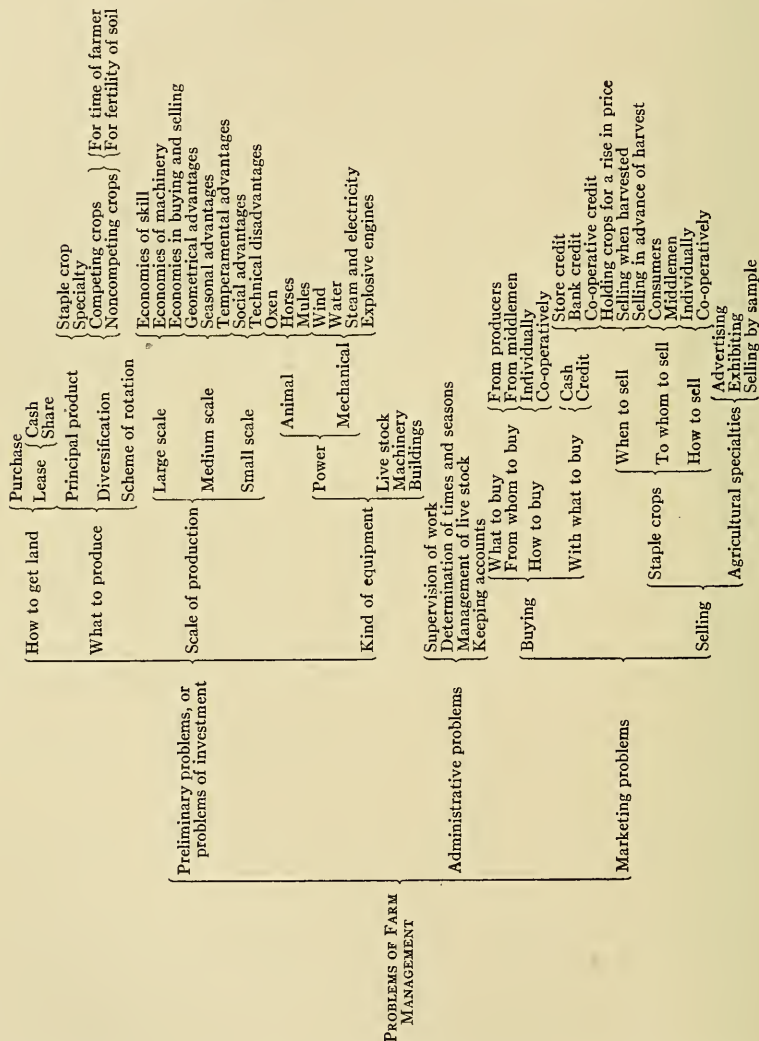 PROBLEMS OF FARM
MANAGEMENT
Preliminary problems, or
problems of investment
How to get land
Purchase
Lease
Cash
Share
What to produce
Principal product
Staple crop
Specialty
Diversification
Competing crops
Noncompeting crops
For time of farmer
For fertility of soil
Scheme of rotation
Scale of production
Large scale
Medium scale
Small scale
Economies of skill
Economies of machinery
Economies in buying and selling
Geometrical advantages
Seasonal advantages
Temperamental advantages
Social advantages
Technical disadvantages
Kind of equipment
Power
Animal
Oxen
Horses
Mules
Mechanical
Wind
Water
Steam and electricity
Explosive engines
Live stock
Machinery
Buildings
Administrative problems
Supervision of work
Determination of times and seasons
Management of live stock
Keeping accounts
Marketing problems
Buying
What to buy
From whom to buy
From producers
From middlemen
How to buy
Individually
Co-operatively
With what to buy
Cash
Credit
Store credit
Bank credit
Co-operative credit
Selling
Staple crops
When to sell
Holding crops for a rise in price
Selling when harvested
Selling in advance of harvest
To whom to sell
Consumers
Middlemen
How to sell
Individually
Co-operatively
Agricultural specialties
Advertising
Exhibiting
Selling by sample